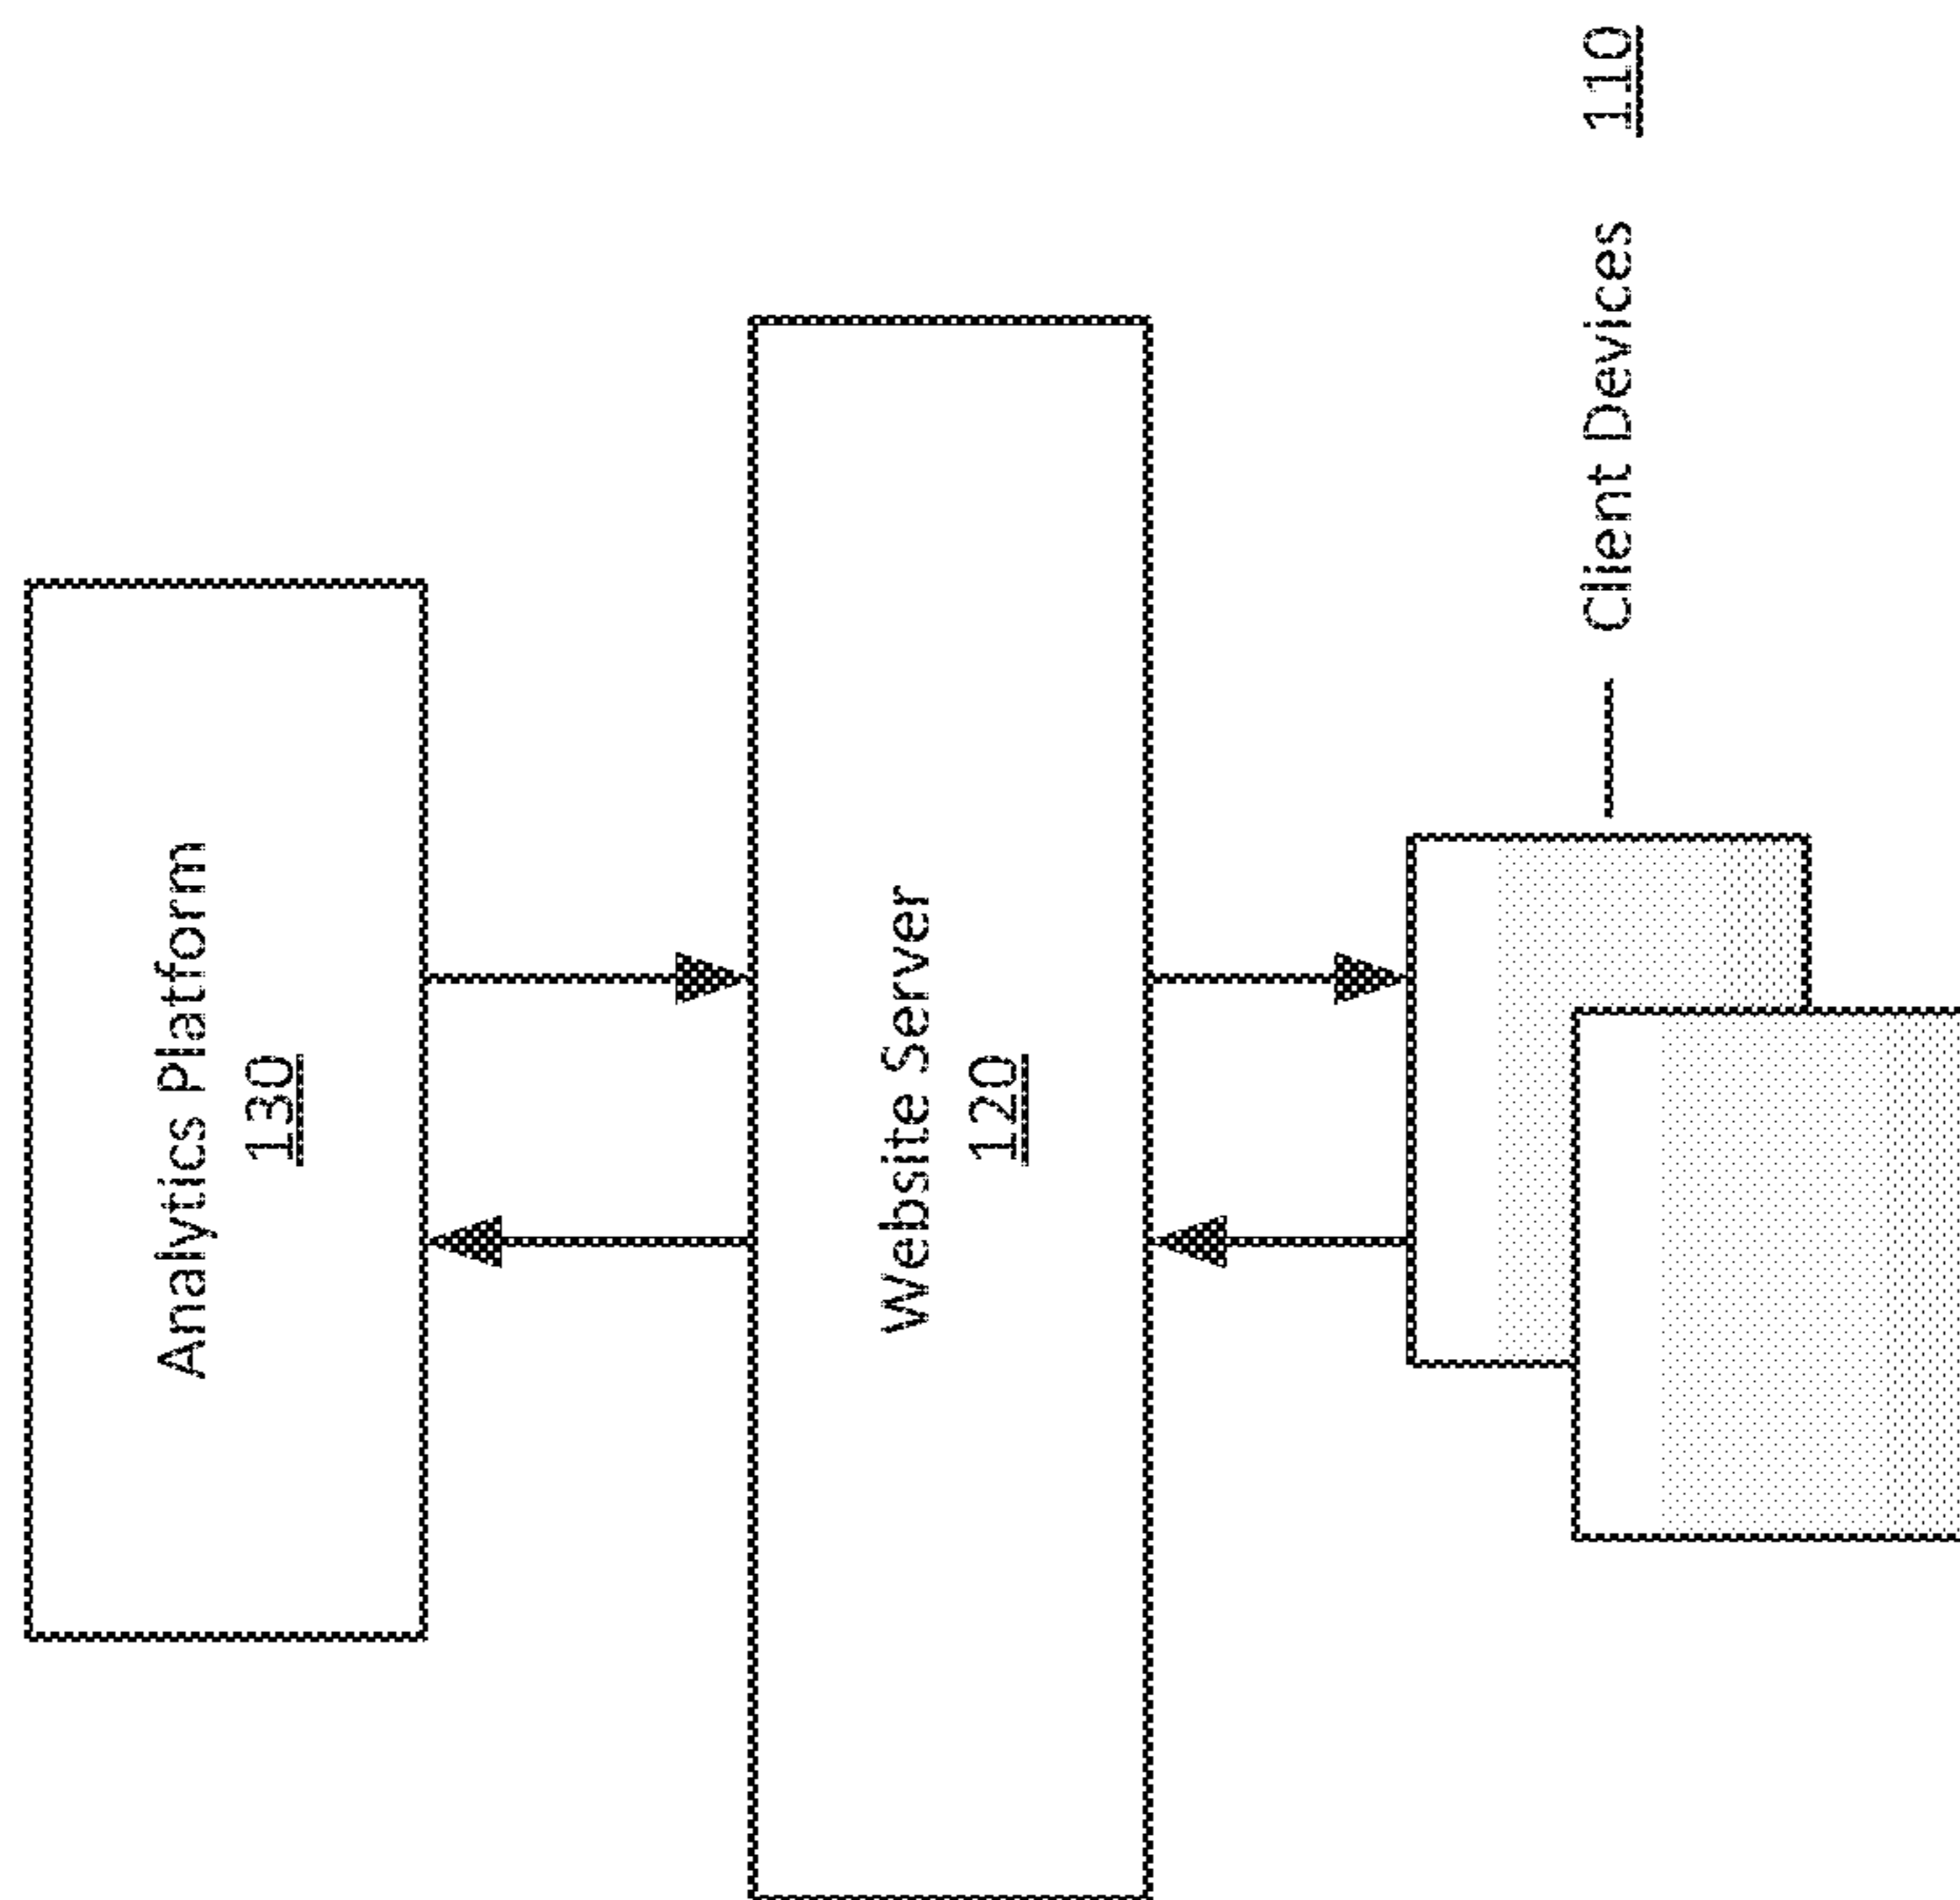 Analytics Platform
130
Website Server
120
Client Devices 110